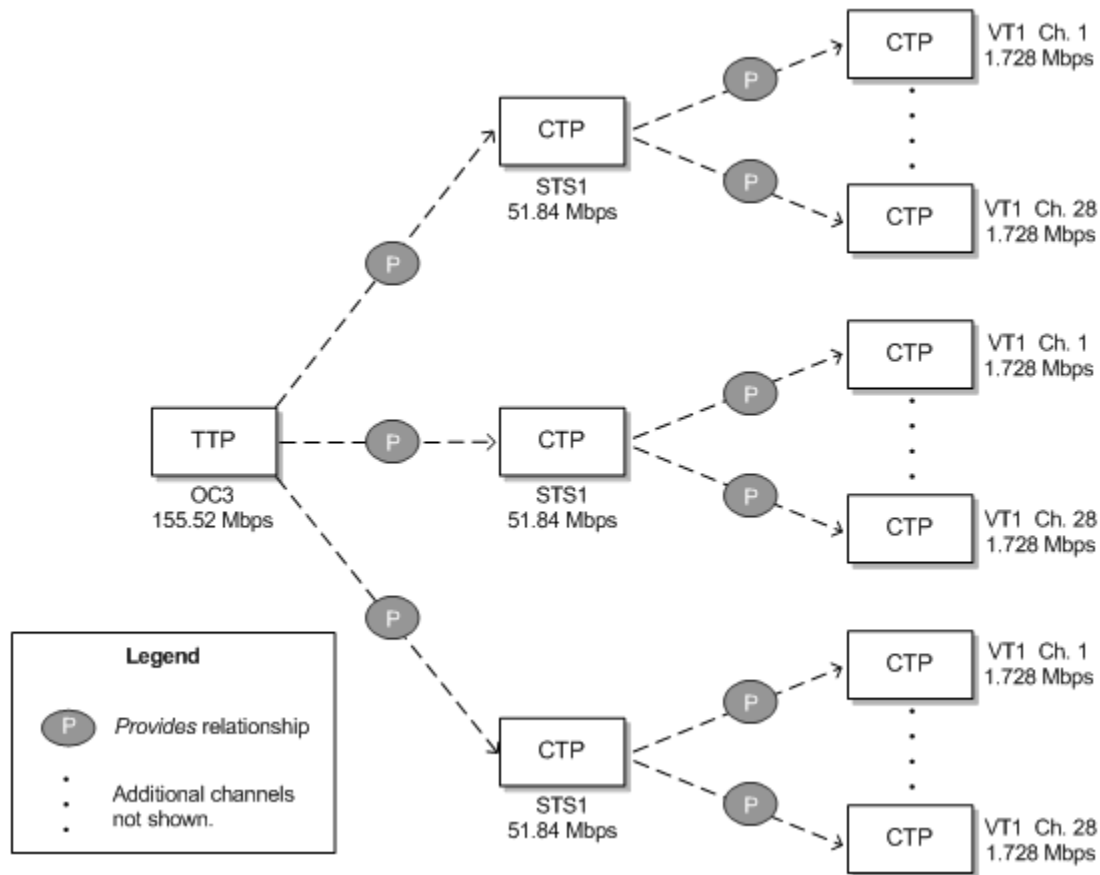 CTP
VT1 Ch. 1
1.728 Mbps
P
CTP
STS1
51.84 Mbps
P
CTP
VT1 Ch. 28
1.728 Mbps
P
CTP
VT1 Ch. 1
1.728 Mbps
P
TTP
OC3
155.52 Mbps
P
CTP
STS1
51.84 Mbps
P
CTP
VT1 Ch. 28
1.728 Mbps
P
CTP
VT1 Ch. 1
1.728 Mbps
P
CTP
STS1
51.84 Mbps
P
CTP
VT1 Ch. 28
1.728 Mbps
Legend
P Provides relationship
Additional channels
not shown.